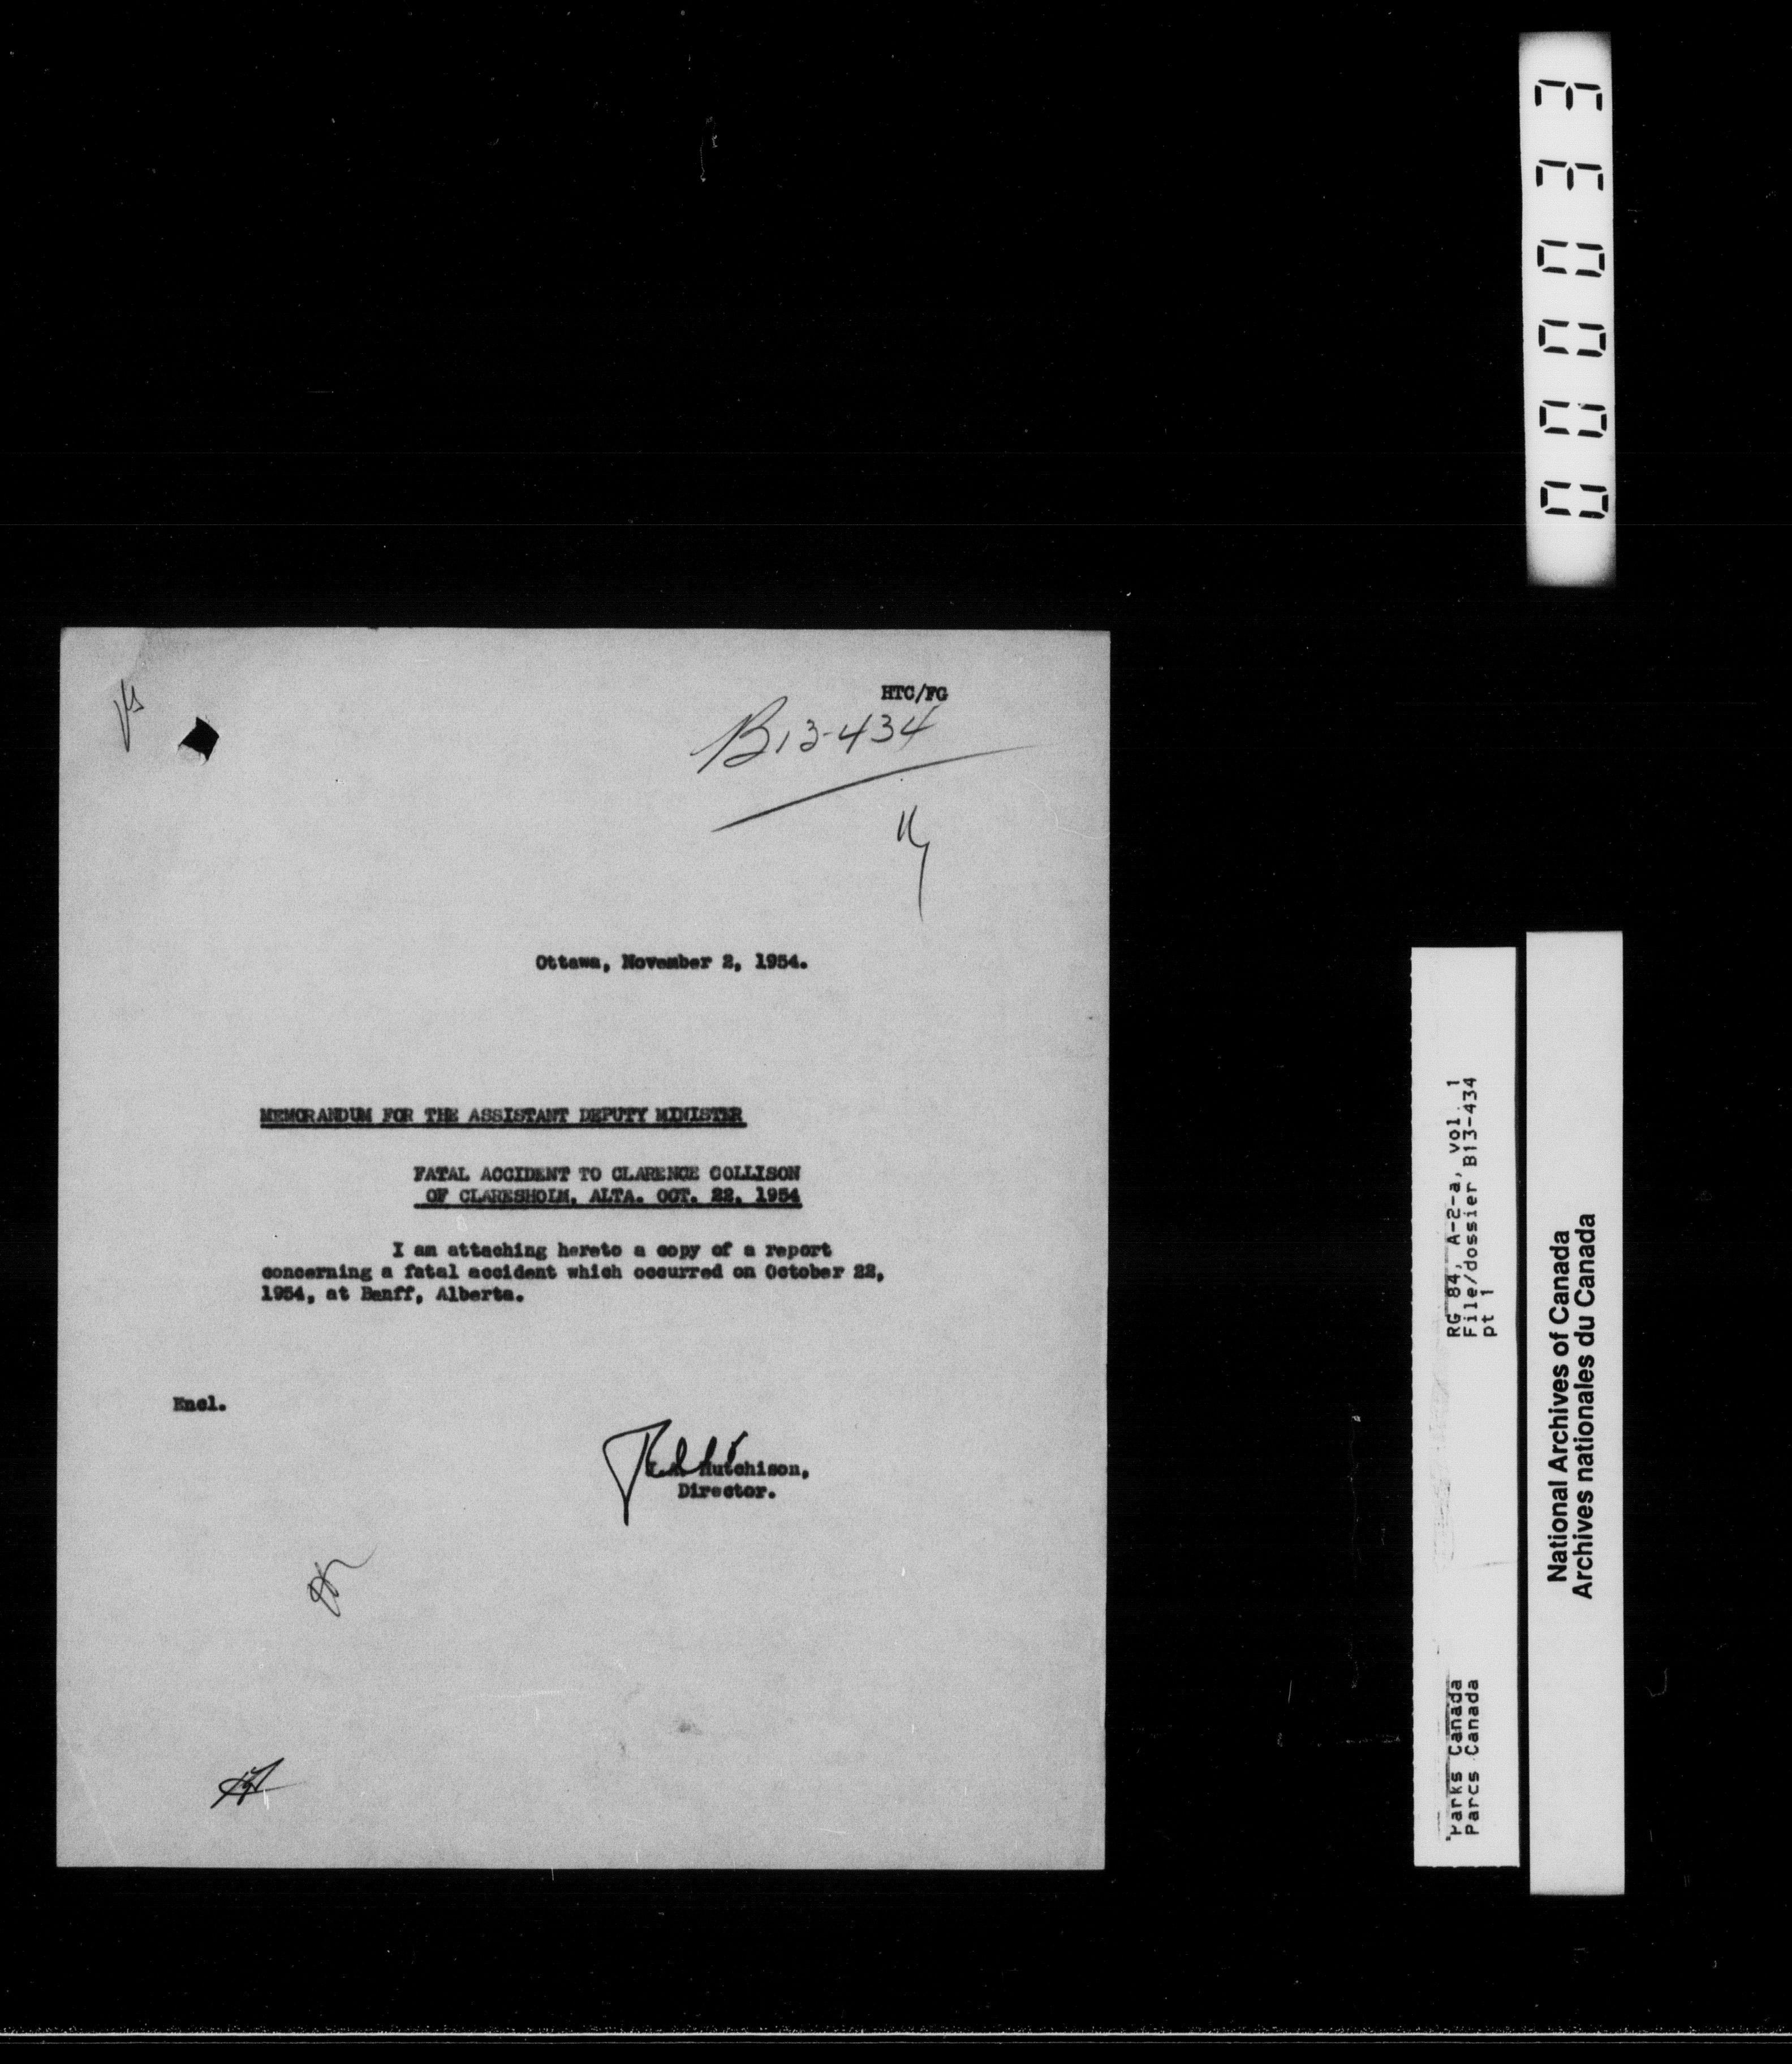 HTC/FG
B13-434
Ottawa, November 2, 1954.
MEMORANDUM FOR THE ASSISTANT DEPUTY MINISTER
FATAL ACCIDENT TO CLARENCE COLLISON
OF CLARESHOLM, ALTA. OCT. 22, 1954
I am attaching hereto a copy of a report
concerning a fatal accident which occurred on October 22,
1954, at Banff, Alberta.
Encl.
Hutchison,
Director.
000033
RG 84, A-2-a, vol. 1
File/dossier B13-434
pt 1
Parks Canada
Parcs Canada
National Archives of Canada
Archives nationales du Canada